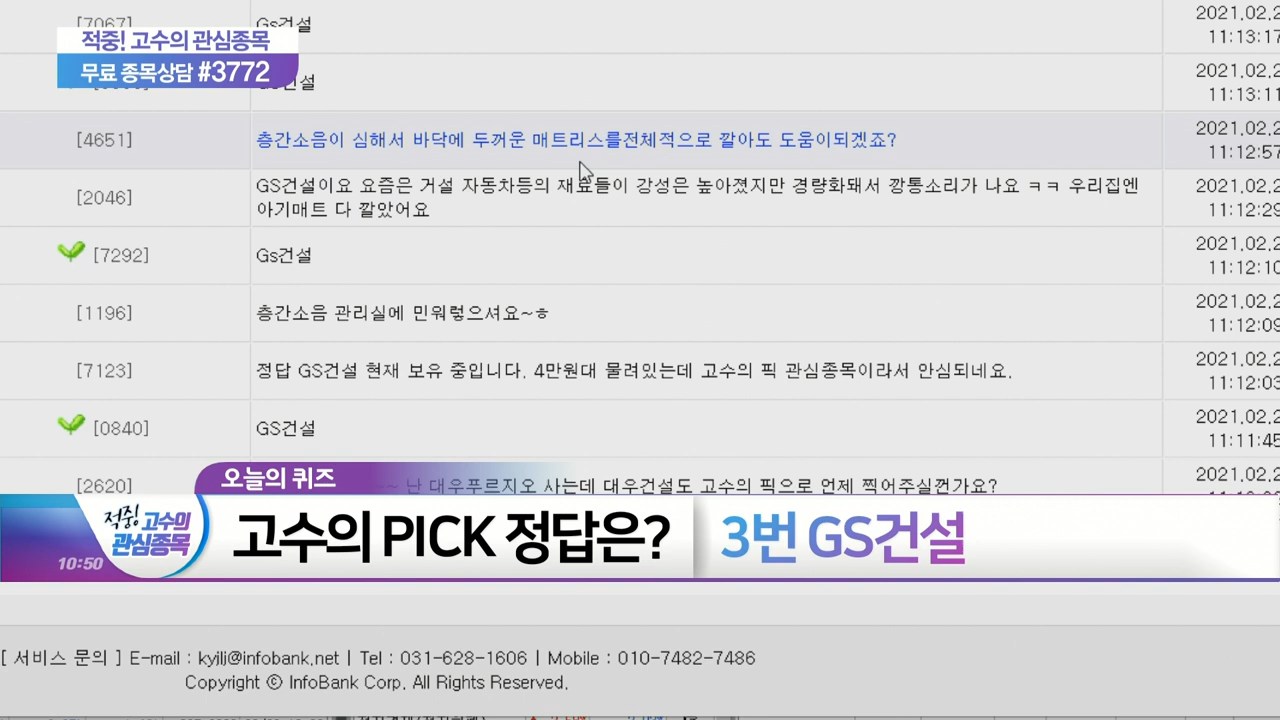 [7067] Gs건설 2021.02.2
11:13:17
적중! 고수의 관심종목
무료 종목상담 #3772
2021.02.2
11:13:11
[4651] 층간소음이 심해서 바닥에 두꺼운 매트리스를전체적으로 깔아도 도움이되겠죠? 2021.02.2
11:12:57
[2046] GS건설이요 요즘은 거설 자동차등의 재료들이 강성은 높아졌지만 경량화돼서 깡통소리가 나요 ㅋㅋ 우리집엔 2021.02.2
아기매트 다 깔았어요 11:12:29
[7292] Gs건설 2021.02.2
11:12:10
[1196] 층간소음 관리실에 민워렇으셔요~ㅎ 2021.02.2
11:12:09
[7123] 정답 GS건설 현재 보유 중입니다. 4만원대 물려있는데 고수의 픽 관심종목이라서 안심되네요. 2021.02.2
11:12:03
[0840] GS건설 2021.02.2
11:11:45
[2620] ~~ 난 대우푸르지오 사는데 대우건설도 고수의 픽으로 언제 찍어주실껀가요? 2021.02.2
오늘의 퀴즈
적중! 고수의
관심종목
10:50
고수의 PICK 정답은? 3번 GS건설
[ 서비스 문의 ] E-mail : kyilj@infobank.net | Tel : 031-628-1606 | Mobile : 010-7482-7486
Copyright ⓒ InfoBank Corp. All Rights Reserved.